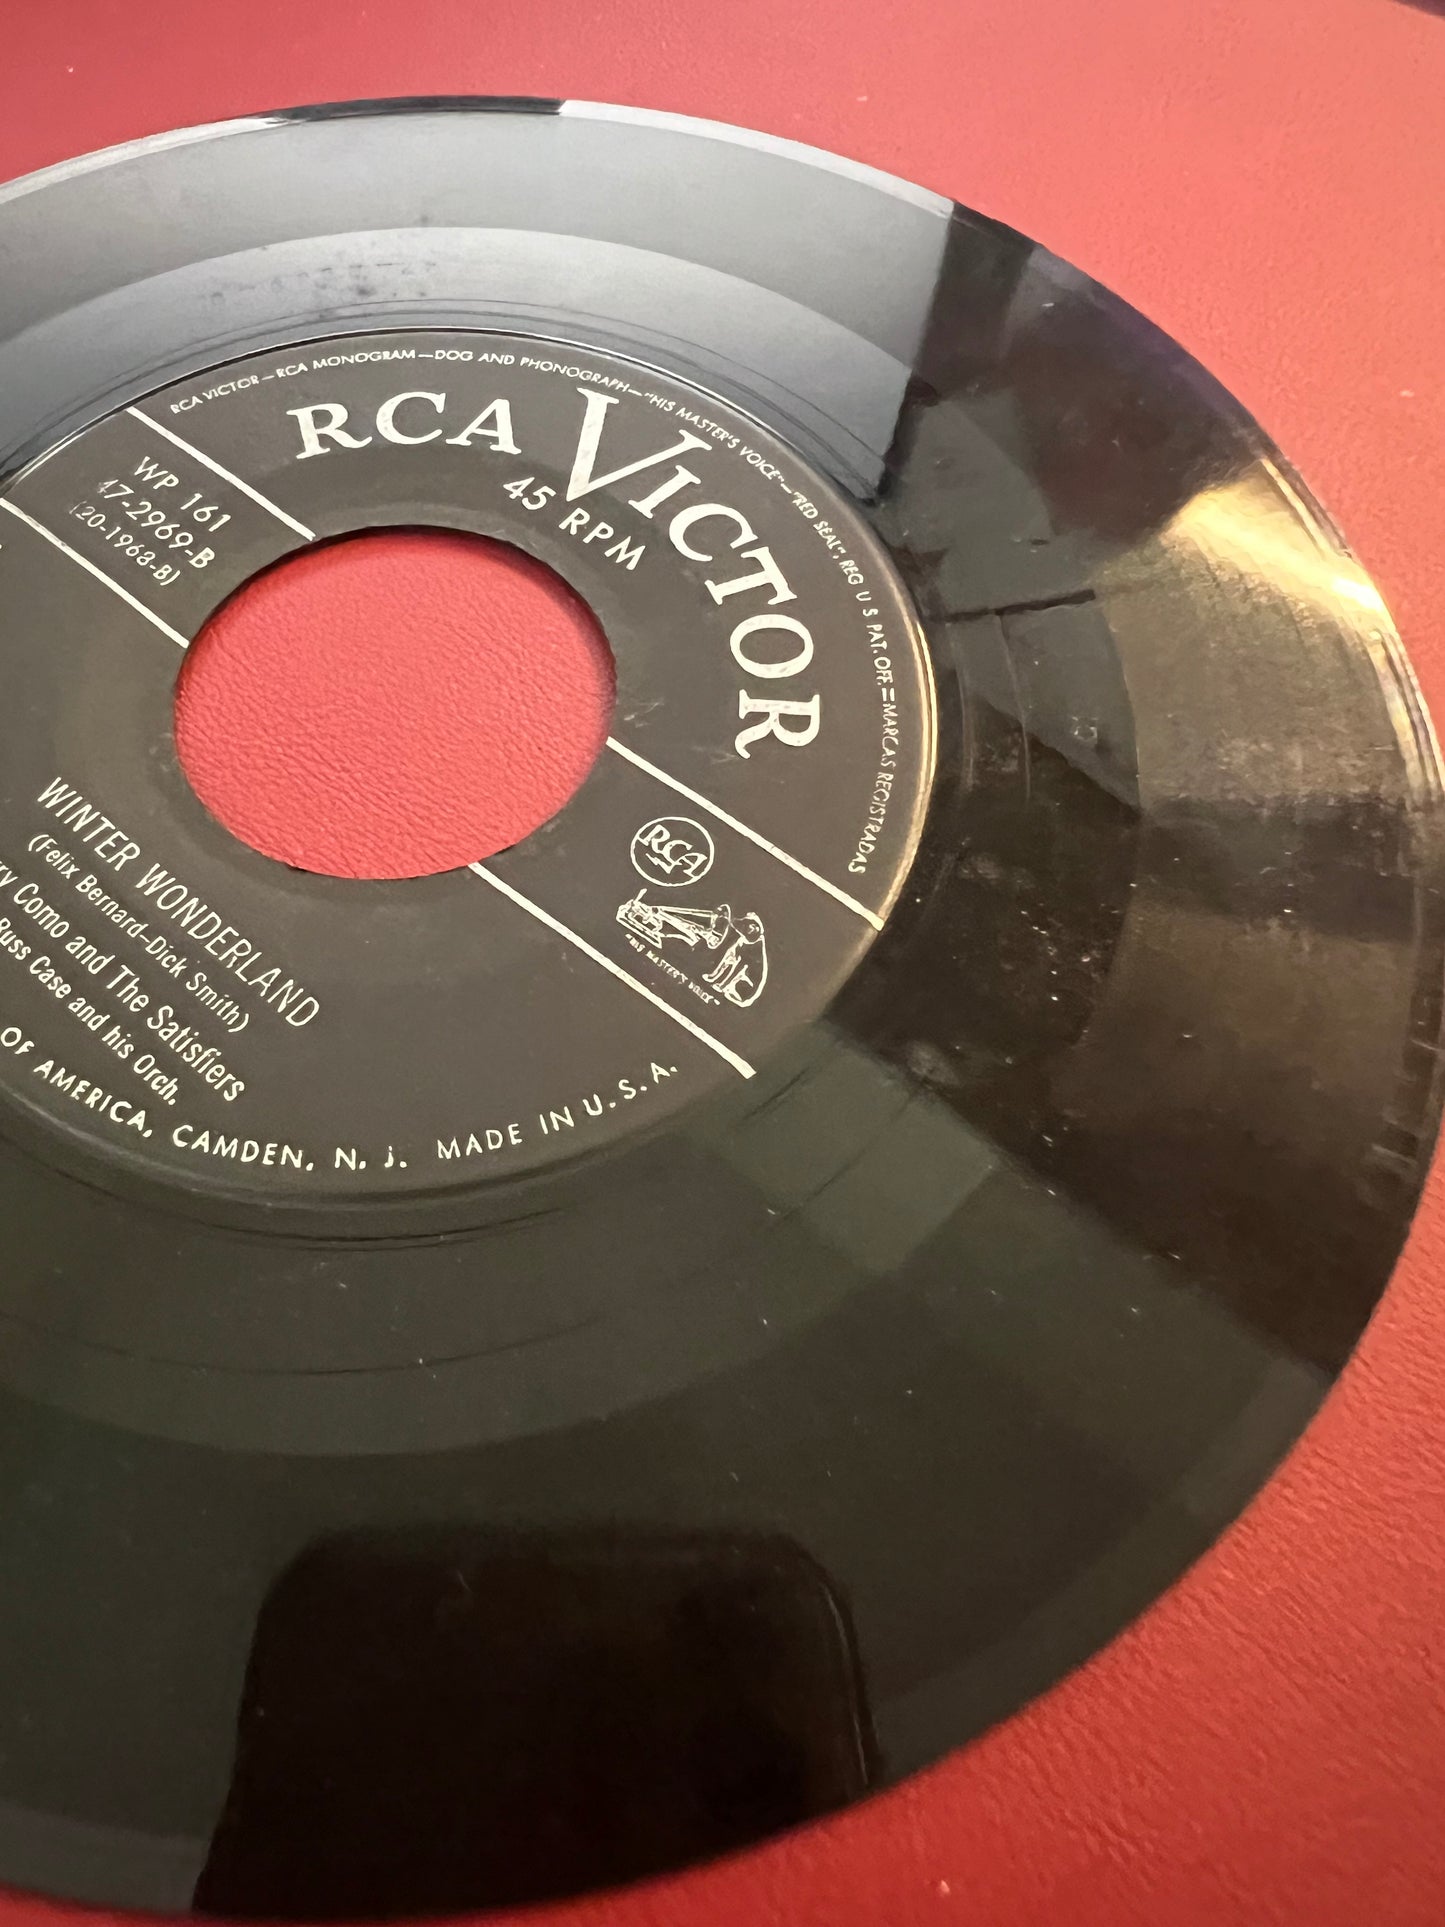 RCA VICTOR—RCA MONOGRAM—DOG AND PHONOGRAPH—"HIS MASTER'S VOICE"—"RED SEAL", REG U S PAT. OFF.=MARCAS REGISTRADAS
RCA VICTOR
45 RPM
WP 161
47-2969-B
(20-1968-B)
RCA
"HIS MASTER'S VOICE"
WINTER WONDERLAND
(Felix Bernard-Dick Smith)
Como and The Satisfiers
Russ Case and his Orch.
OF AMERICA, CAMDEN, N. J. MADE IN U.S.A.